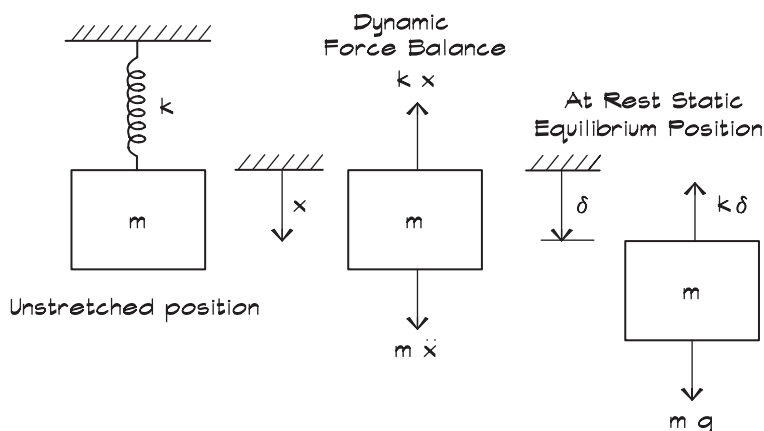 Dynamic
Force Balance
k x
k
At Rest Static
Equilibrium Position
x
δ
k δ
m
m
m
Unstretched position
m ẍ
m g